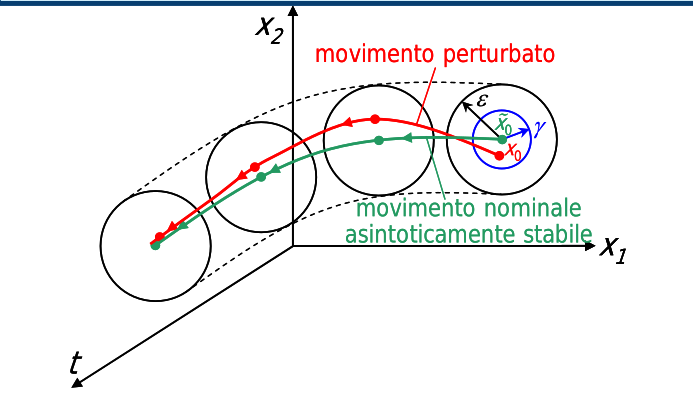 x2
movimento perturbato
ε
x̃0
γ
x0
movimento nominale
asintoticamente stabile
x1
t